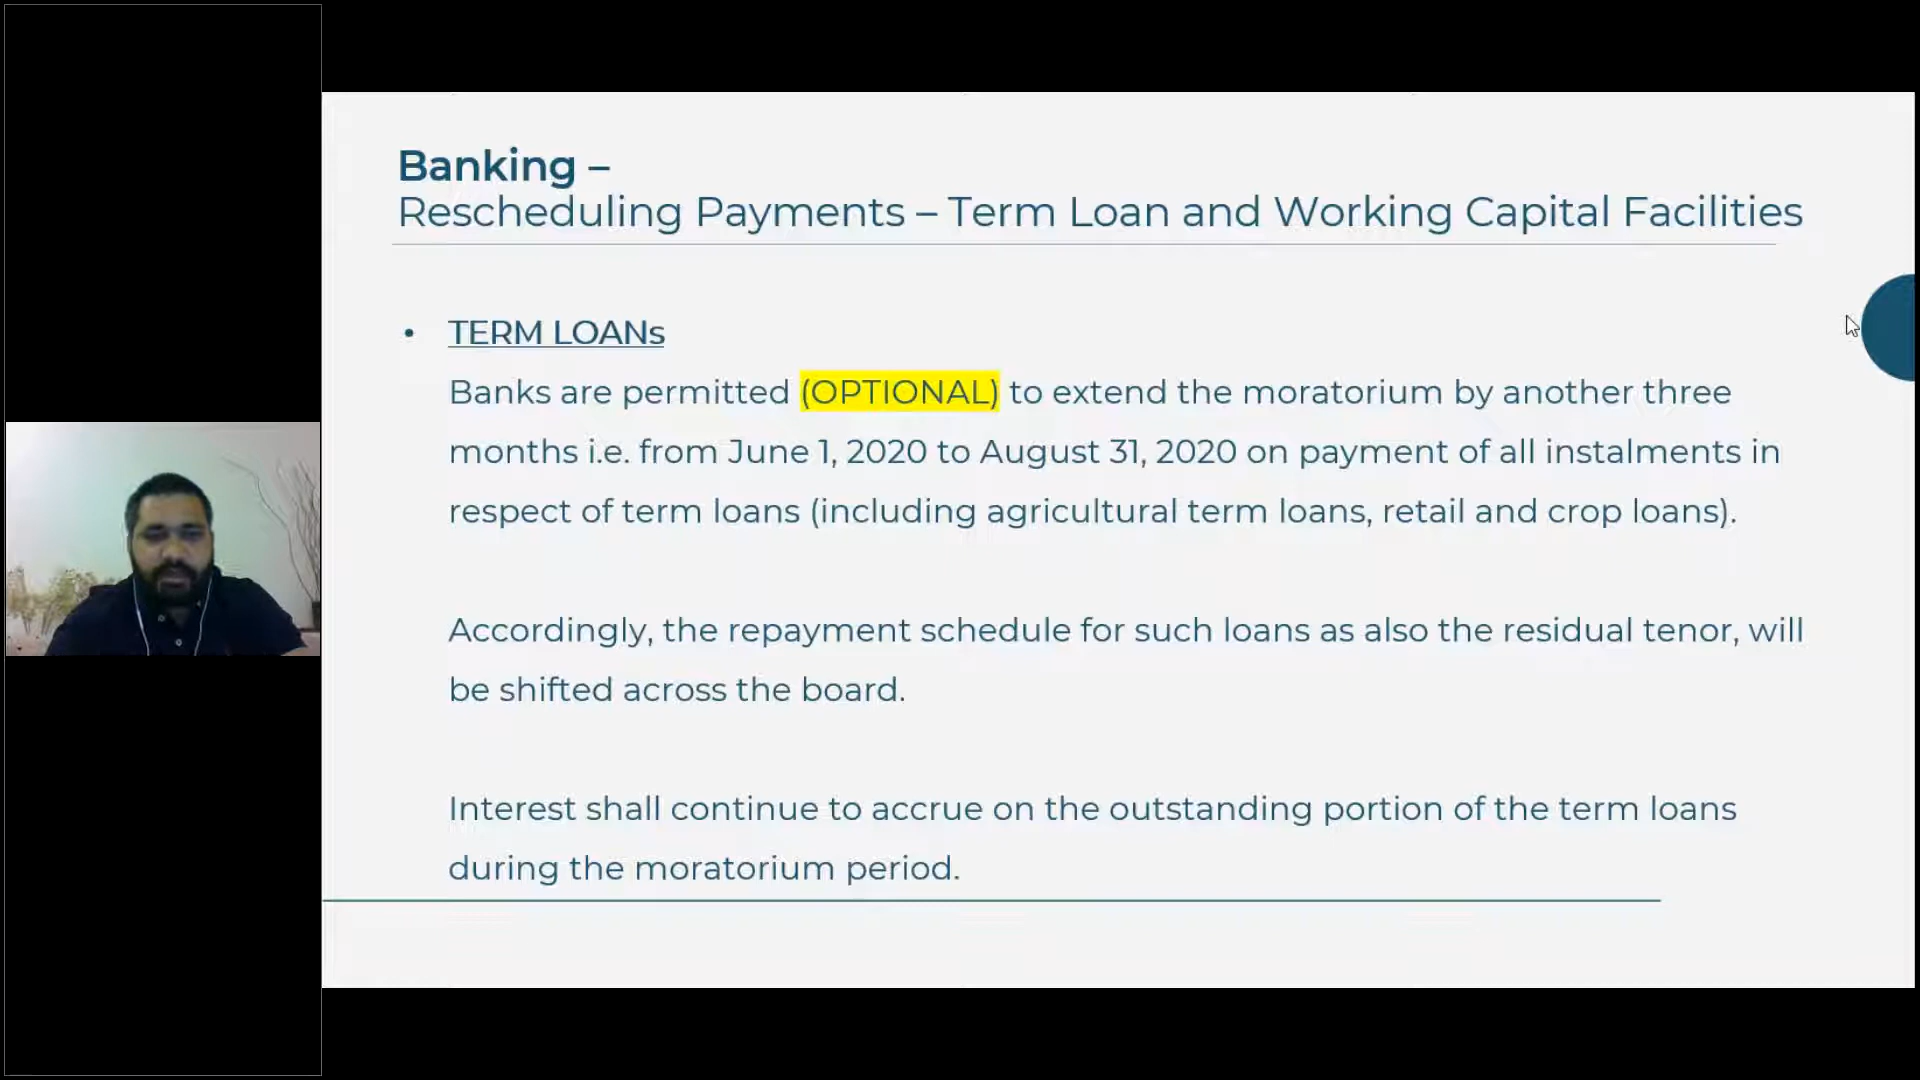 Banking –
Rescheduling Payments – Term Loan and Working Capital Facilities
• TERM LOANs
Banks are permitted (OPTIONAL) to extend the moratorium by another three
months i.e. from June 1, 2020 to August 31, 2020 on payment of all instalments in
respect of term loans (including agricultural term loans, retail and crop loans).
Accordingly, the repayment schedule for such loans as also the residual tenor, will
be shifted across the board.
Interest shall continue to accrue on the outstanding portion of the term loans
during the moratorium period.